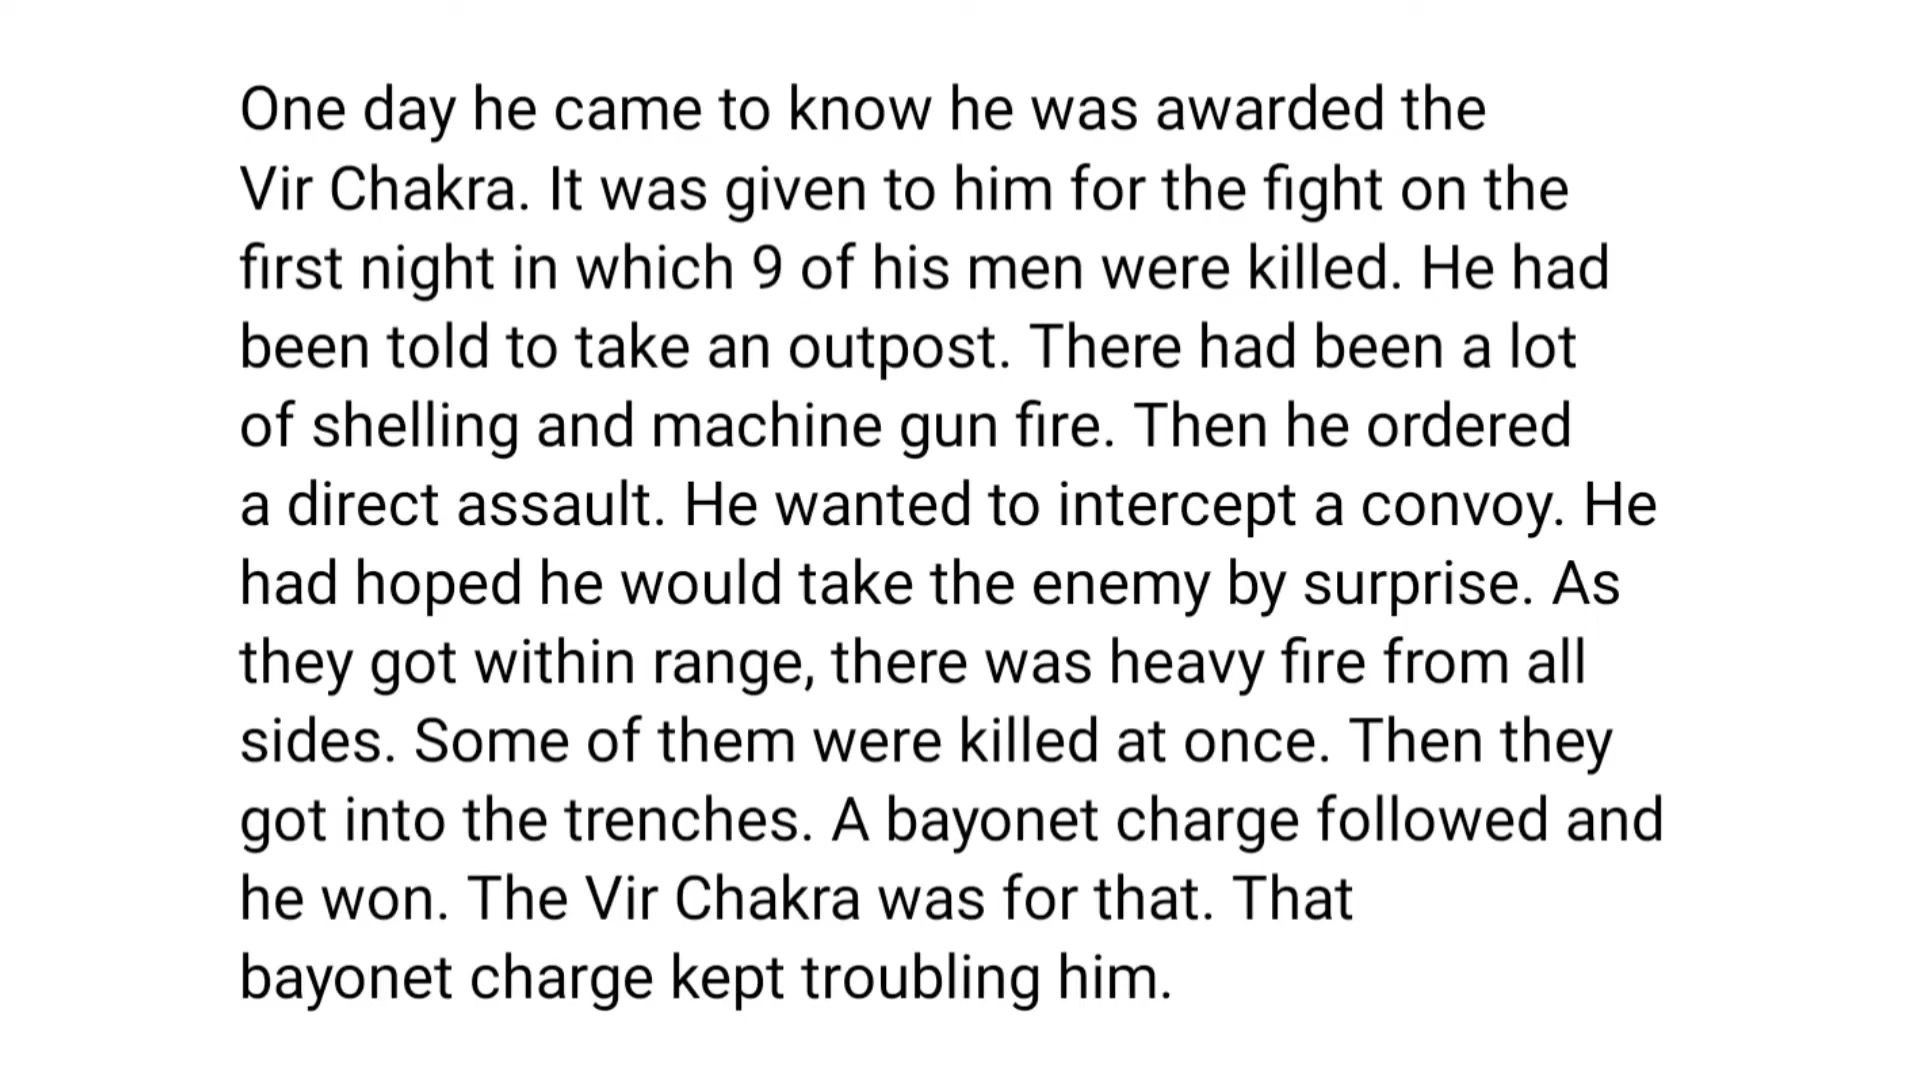 One day he came to know he was awarded the
Vir Chakra. It was given to him for the fight on the
first night in which 9 of his men were killed. He had
been told to take an outpost. There had been a lot
of shelling and machine gun fire. Then he ordered
a direct assault. He wanted to intercept a convoy. He
had hoped he would take the enemy by surprise. As
they got within range, there was heavy fire from all
sides. Some of them were killed at once. Then they
got into the trenches. A bayonet charge followed and
he won. The Vir Chakra was for that. That
bayonet charge kept troubling him.